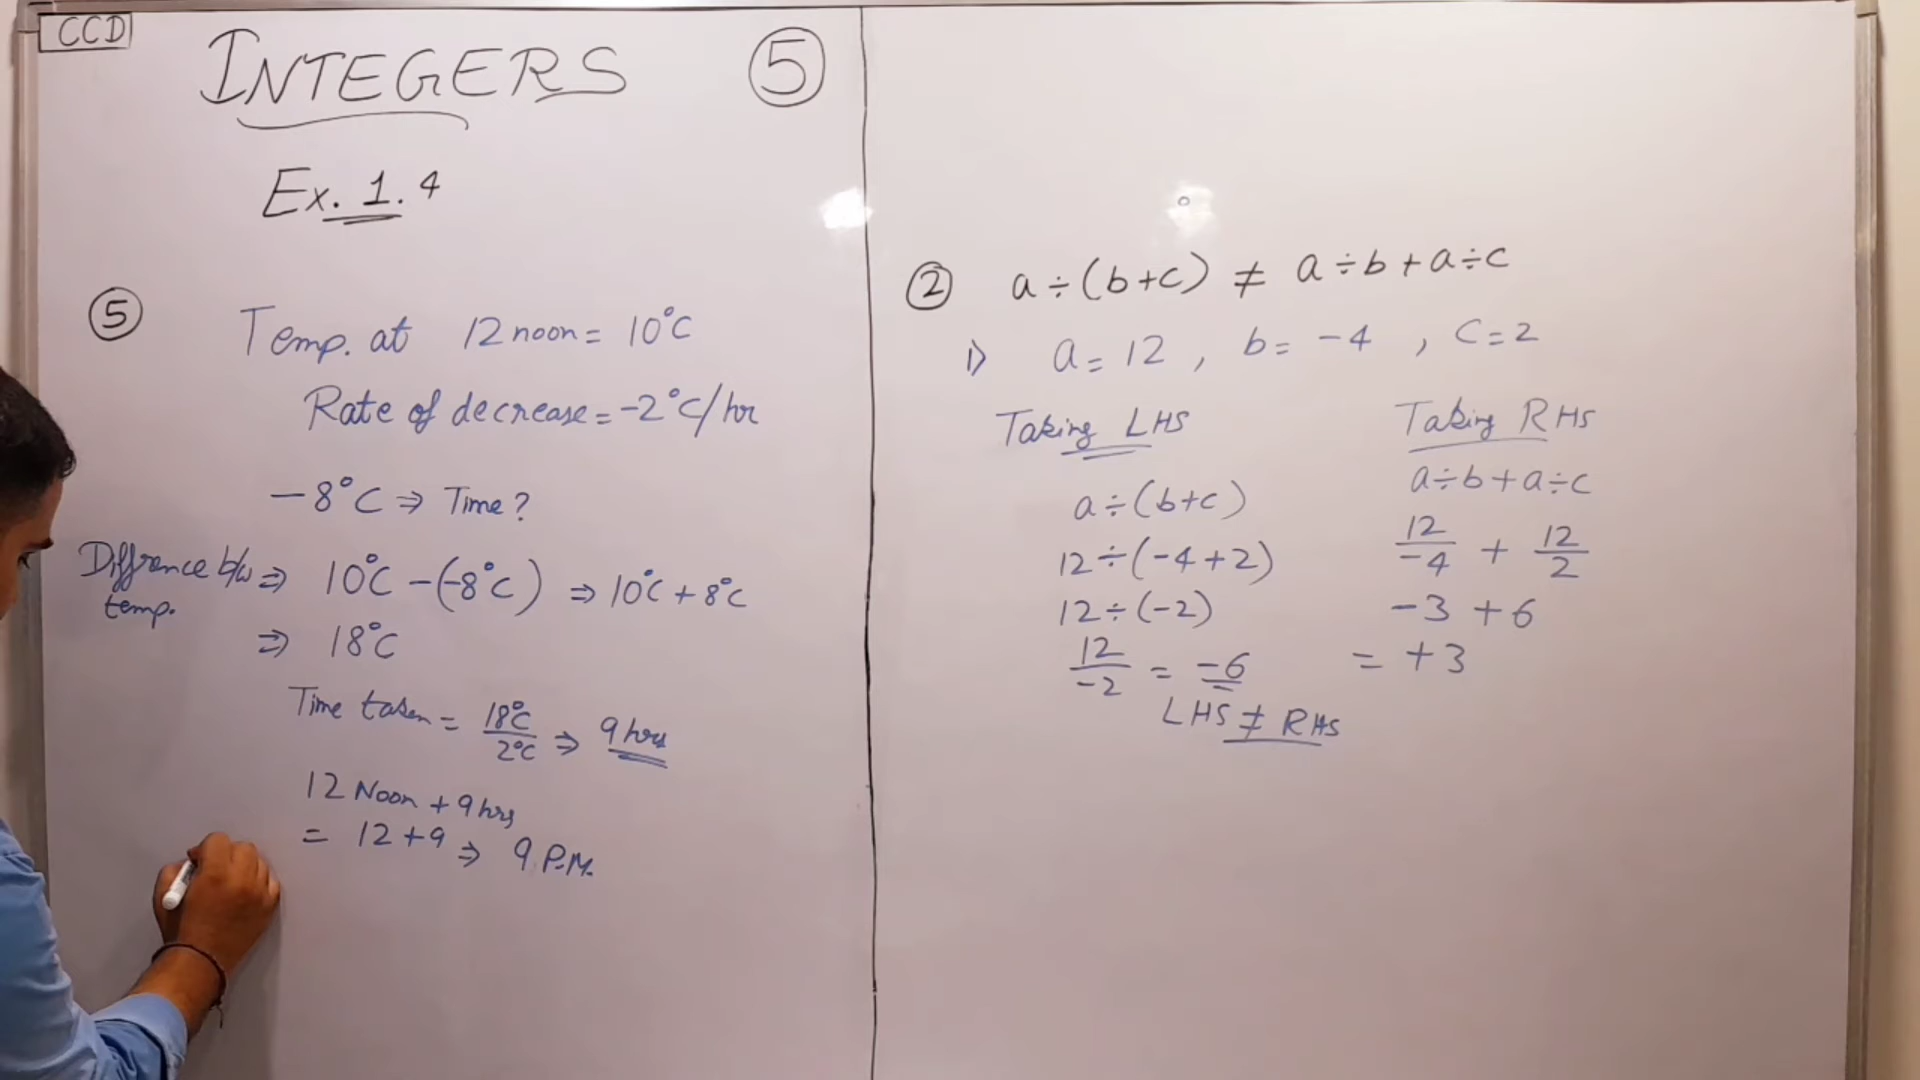 CCD
INTEGERS ⑤
Ex. 1.4
⑤ Temp. at 12 noon = 10°C
Rate of decrease = -2°C/hr
-8°C ⇒ Time?
Diffrence b/w temp. ⇒ 10°C - (-8°C) ⇒ 10°C + 8°C
⇒ 18°C
Time taken = 18°C/2°C ⇒ 9 hrs
12 Noon + 9 hrs
= 12 + 9 ⇒ 9 P.M.
② a ÷ (b+c) ≠ a ÷ b + a ÷ c
1) a = 12 , b = -4 , c = 2
Taking LHS
a ÷ (b+c)
12 ÷ (-4+2)
12 ÷ (-2)
12/-2 = -6
Taking RHS
a ÷ b + a ÷ c
12/-4 + 12/2
-3 + 6
= +3
LHS ≠ RHS